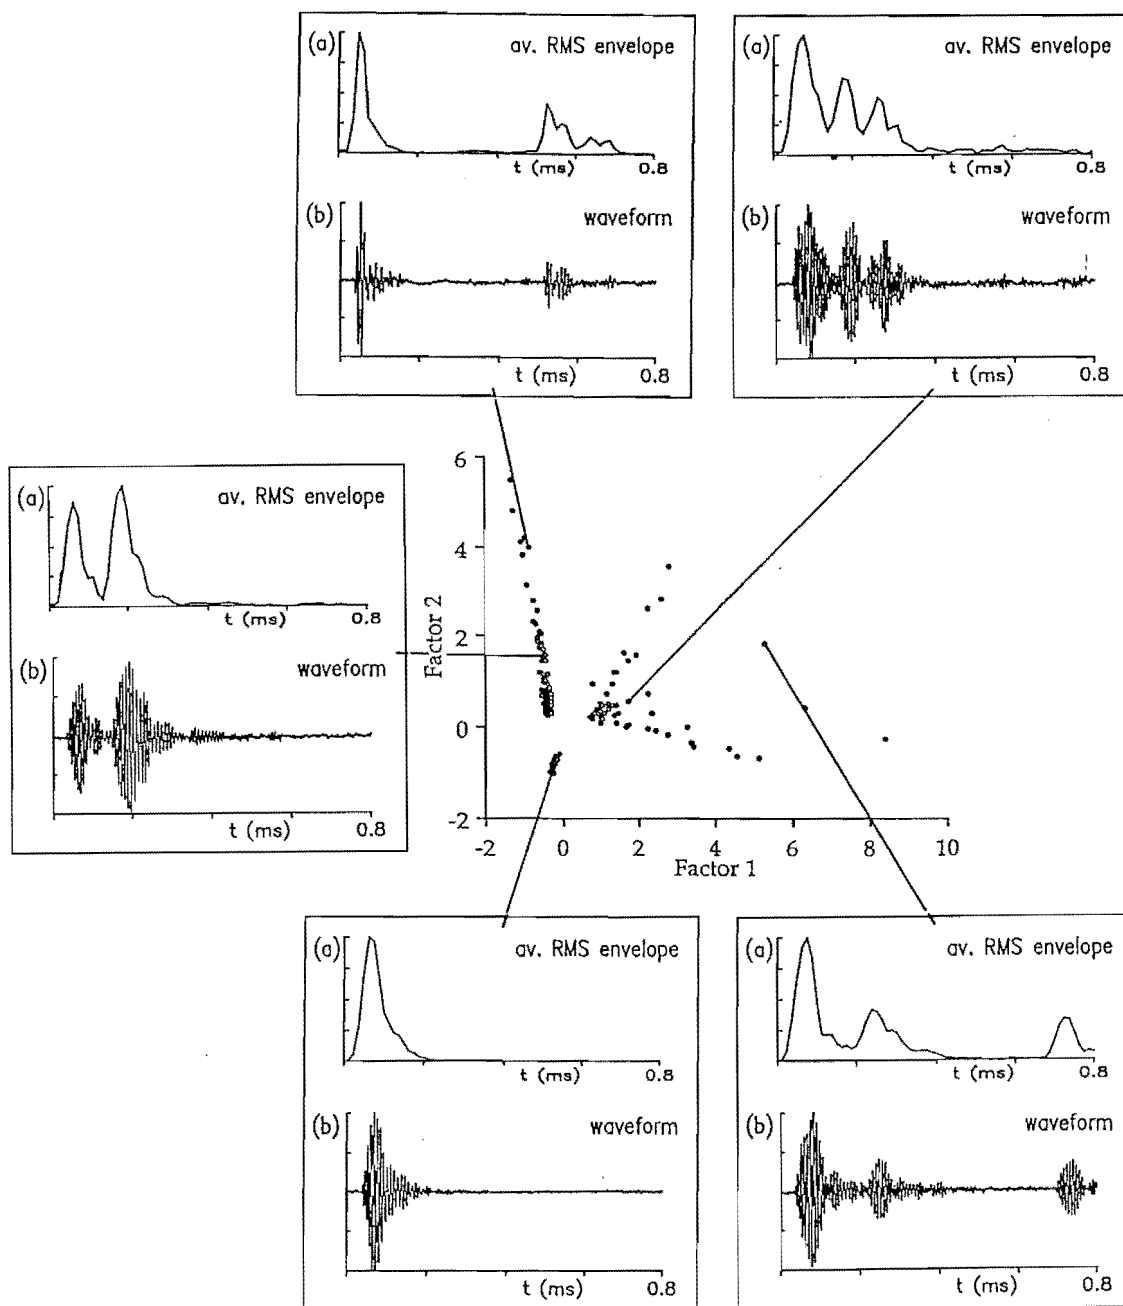 (a) av. RMS envelope
t (ms) 0.8
(b) waveform
t (ms) 0.8
(a) av. RMS envelope
t (ms) 0.8
(b) waveform
t (ms) 0.8
(a) av. RMS envelope
t (ms) 0.8
(b) waveform
t (ms) 0.8
6
4
2
0
-2
Factor 2
-2 0 2 4 6 8 10
Factor 1
(a) av. RMS envelope
t (ms) 0.8
(b) waveform
t (ms) 0.8
(a) av. RMS envelope
t (ms) 0.8
(b) waveform
t (ms) 0.8